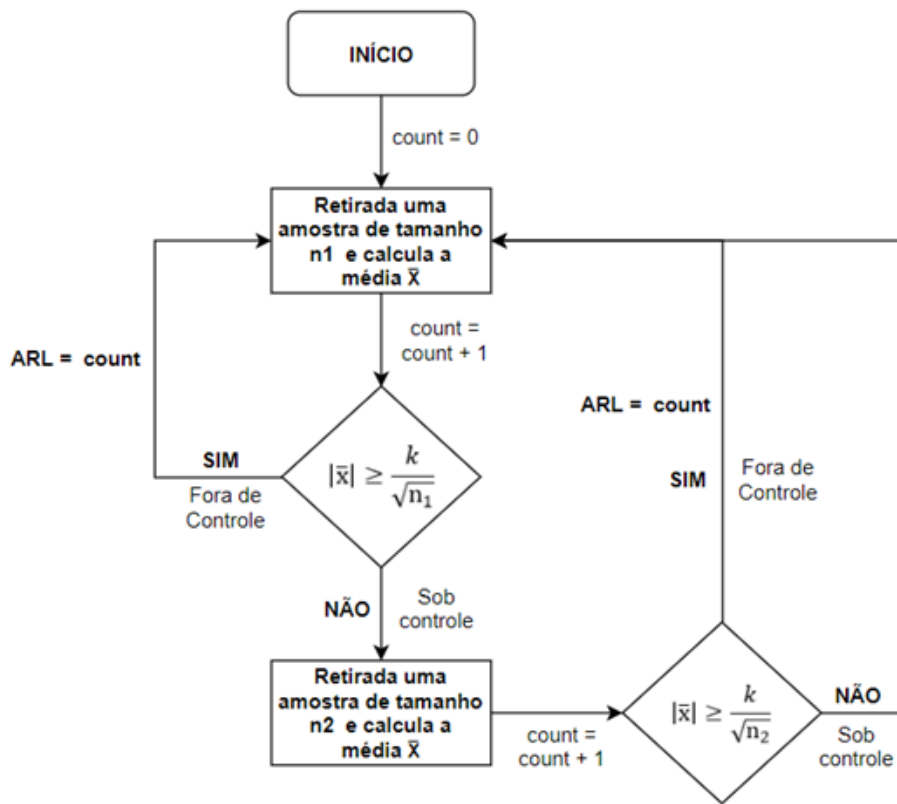 INÍCIO
count = 0
Retirada uma
amostra de tamanho
n1 e calcula a
média X̄
count =
count + 1
ARL = count
SIM
Fora de
Controle
|x̄| ≥ k/√n₁
NÃO
Sob
controle
Retirada uma
amostra de tamanho
n2 e calcula a
média X̄
count =
count + 1
|x̄| ≥ k/√n₂
ARL = count
SIM
Fora de
Controle
NÃO
Sob
controle